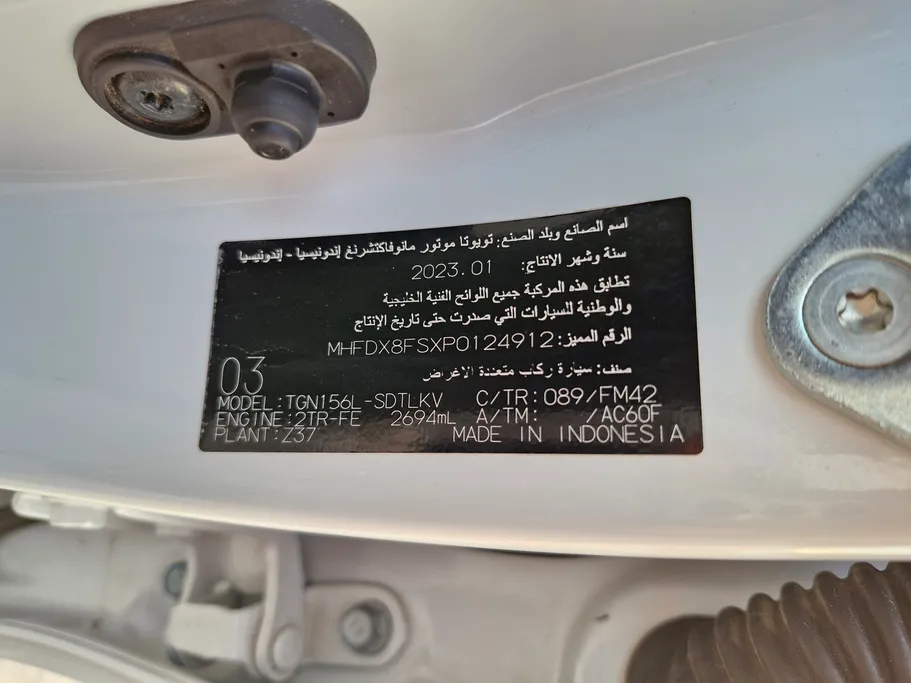 اسم الصانع وبلد الصنع: تويوتا موتور مانوفاكتشرنغ إندونيسيا - إندونيسيا
سنة وشهر الانتاج: 2023.01
تطابق هذه المركبة جميع اللوائح الفنية الخليجية
والوطنية للسيارات التي صدرت حتى تاريخ الإنتاج
الرقم المميز: MHFDX8FSXP0124912
صنف: سيارة ركاب متعددة الاغراض
03
MODEL:TGN156L-SDTLKV C/TR:089/FM42
ENGINE:2TR-FE 2694mL A/TM: /AC60F
PLANT:Z37 MADE IN INDONESIA